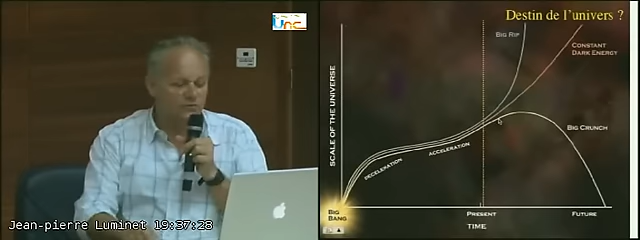 unc
Destin de l'univers ?
BIG RIP
CONSTANT
DARK ENERGY
SCALE OF THE UNIVERSE
BIG CRUNCH
DECELERATION
ACCELERATION
BIG
BANG
PRESENT
FUTURE
TIME
Jean-pierre Luminet 19:37:28